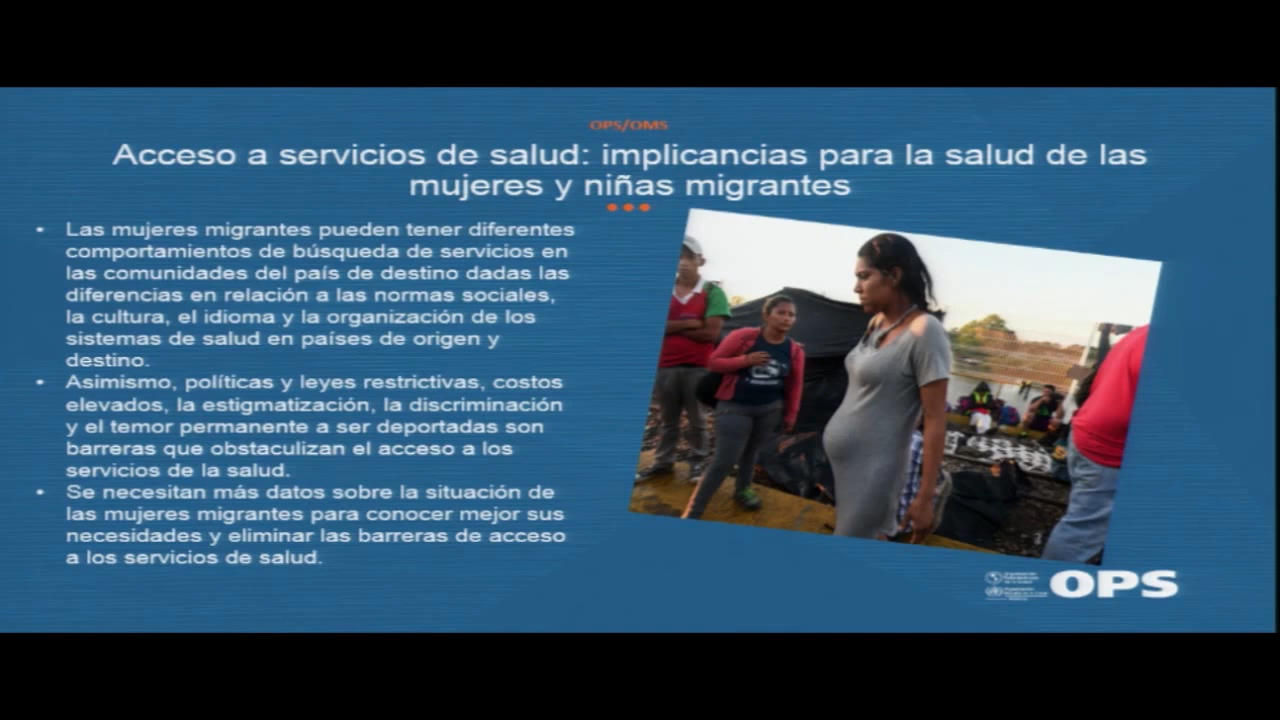 OPS/OMS
Acceso a servicios de salud: implicancias para la salud de las
mujeres y niñas migrantes
• Las mujeres migrantes pueden tener diferentes
comportamientos de búsqueda de servicios en
las comunidades del país de destino dadas las
diferencias en relación a las normas sociales,
la cultura, el idioma y la organización de los
sistemas de salud en países de origen y
destino.
• Asimismo, políticas y leyes restrictivas, costos
elevados, la estigmatización, la discriminación
y el temor permanente a ser deportadas son
barreras que obstaculizan el acceso a los
servicios de la salud.
• Se necesitan más datos sobre la situación de
las mujeres migrantes para conocer mejor sus
necesidades y eliminar las barreras de acceso
a los servicios de salud.
OPS